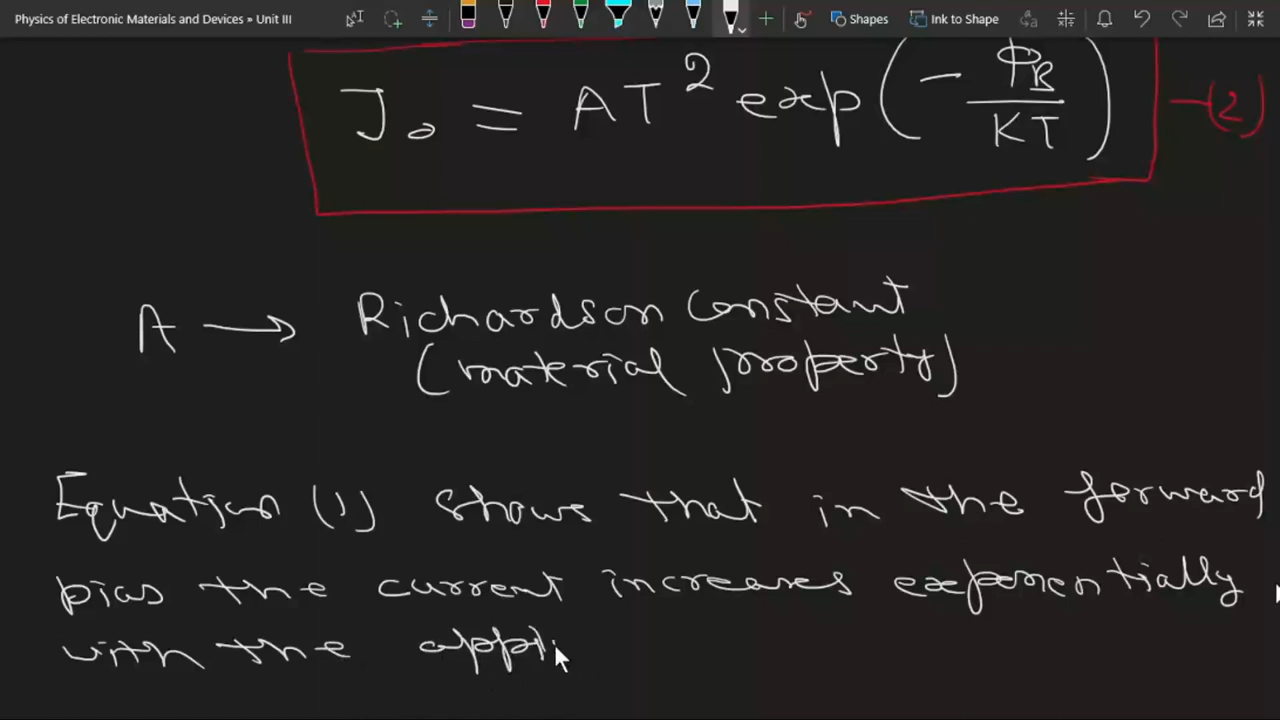 Physics of Electronic Materials and Devices » Unit III
Shapes
Ink to Shape
J₀ = AT² exp(- ΦB/KT) -(2)
A → Richardson Constant
(material property)
Equation (1) shows that in the forward
bias the current increases exponentially
with the appli